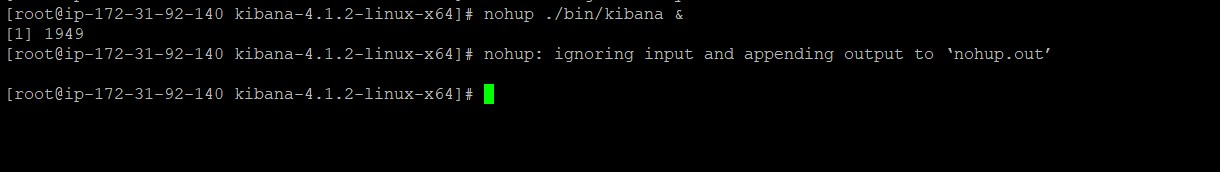 [root@ip-172-31-92-140 kibana-4.1.2-linux-x64]# nohup ./bin/kibana &
[1] 1949
[root@ip-172-31-92-140 kibana-4.1.2-linux-x64]# nohup: ignoring input and appending output to ‘nohup.out’
[root@ip-172-31-92-140 kibana-4.1.2-linux-x64]#